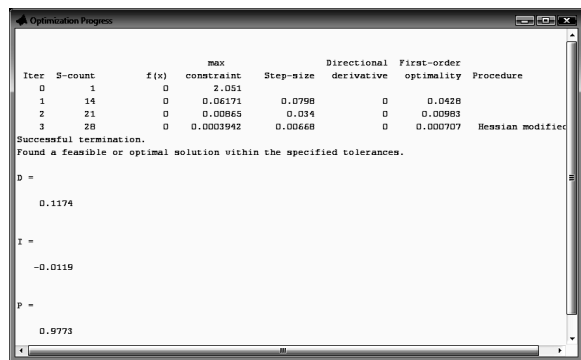 Optimization Progress
max Directional First-order
Iter S-count f(x) constraint Step-size derivative optimality Procedure
0 1 0 2.051
1 14 0 0.06171 0.0798 0 0.0428
2 21 0 0.00865 0.034 0 0.00983
3 28 0 0.0003942 0.00668 0 0.000707 Hessian modified
Successful termination.
Found a feasible or optimal solution within the specified tolerances.
D =
0.1174
I =
-0.0119
P =
0.9773